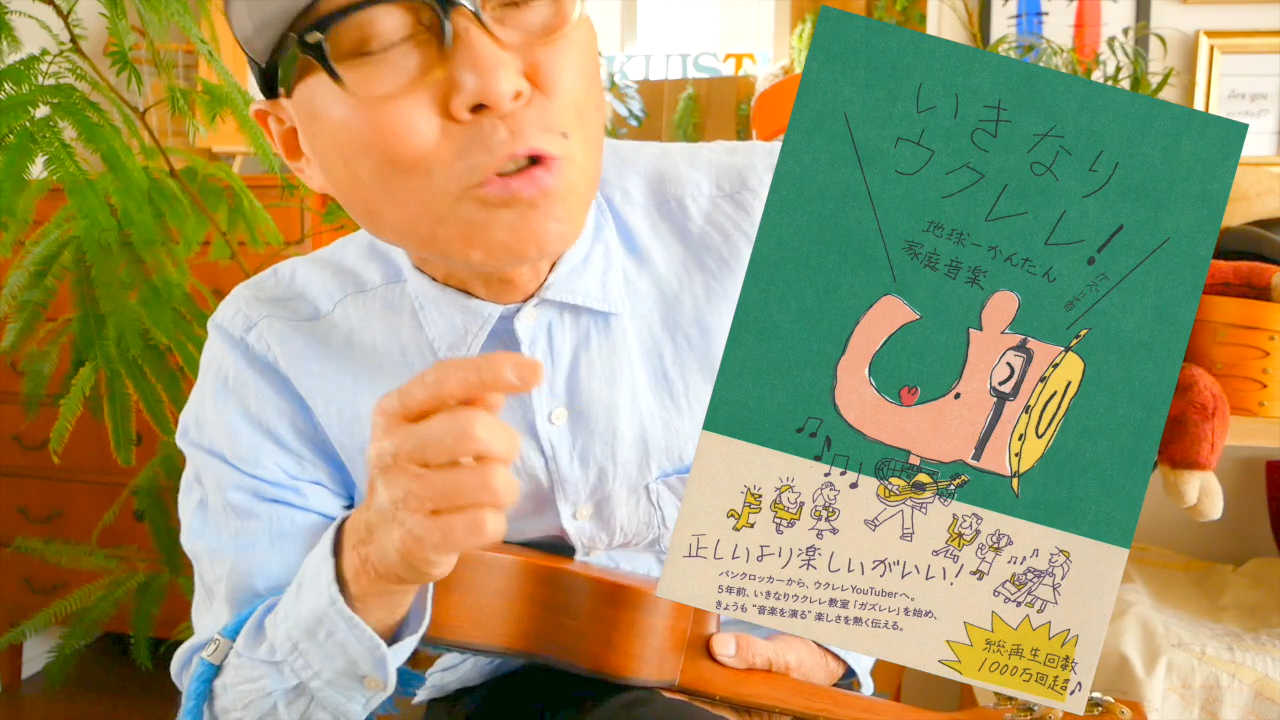 KUST
Are you
いきなり
ウクレレ！
地球一かんたん
家庭音楽
正しいより楽しいがいい！
パンクロッカーから、ウクレレYouTuberへ。
5年前、いきなりウクレレ教室「ガズレレ」を始め、
きょうも“音楽を演る”楽しさを熱く伝える。
総再生回数
1000万回超♪